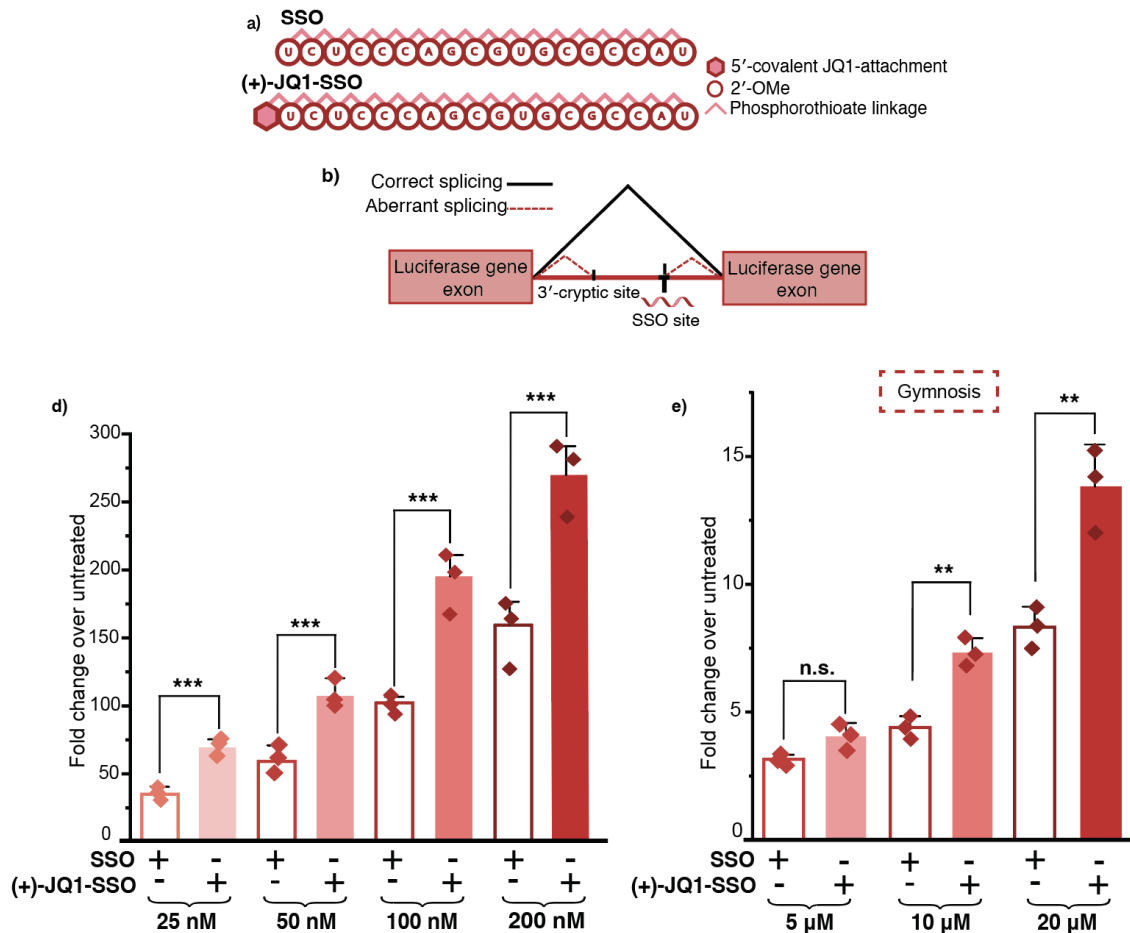 a)
SSO
U C U C C C A G C G U G C G C C A U
(+)-JQ1-SSO
U C U C C C A G C G U G C G C C A U
5′-covalent JQ1-attachment
2′-OMe
Phosphorothioate linkage
b)
Correct splicing
Aberrant splicing
Luciferase gene
exon
3′-cryptic site
SSO site
Luciferase gene
exon
d)
Fold change over untreated
300
250
200
150
100
50
0
***
***
***
***
SSO + - + - + - + -
(+)-JQ1-SSO - + - + - + - +
25 nM 50 nM 100 nM 200 nM
e)
Gymnosis
Fold change over untreated
15
10
5
0
n.s.
**
**
SSO + - + - + -
(+)-JQ1-SSO - + - + - +
5 µM 10 µM 20 µM